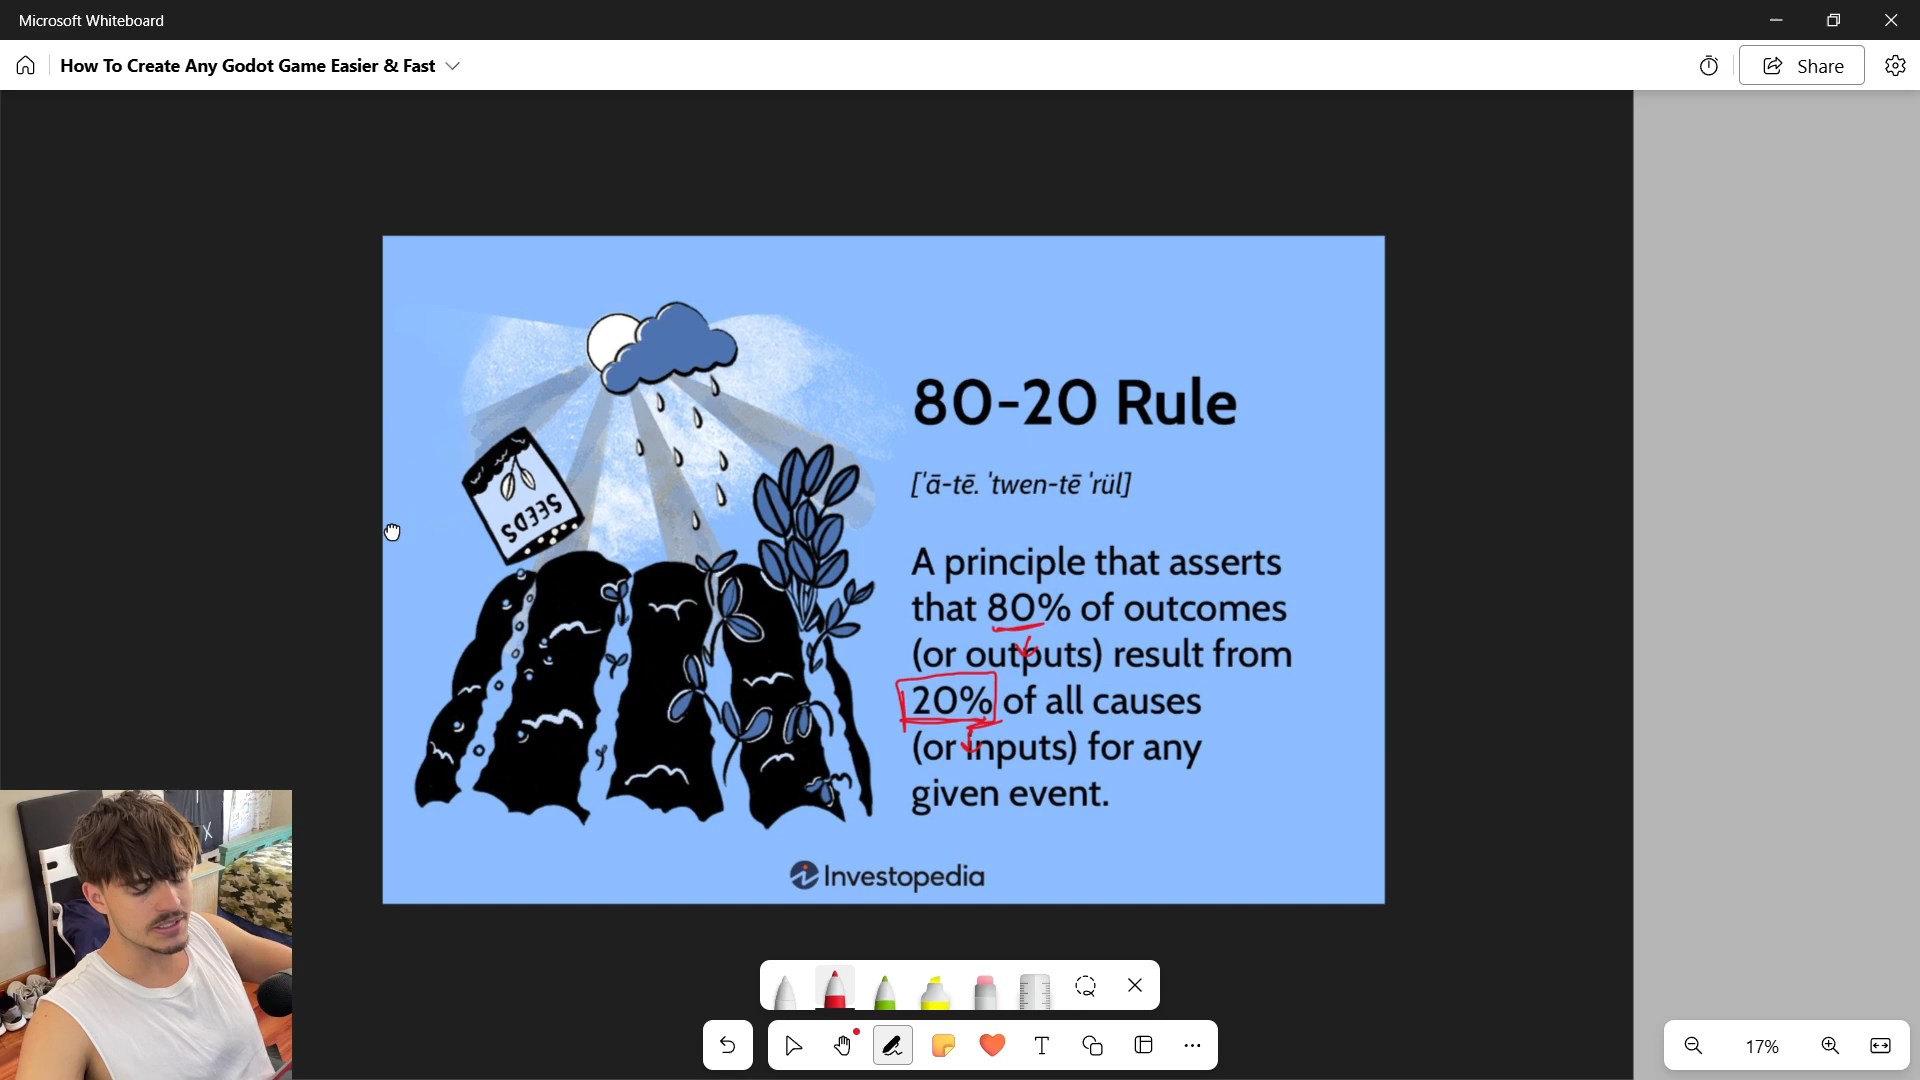 Microsoft Whiteboard
How To Create Any Godot Game Easier & Fast
Share
80-20 Rule
['ā-tē. 'twen-tē 'rül]
SEEDS
A principle that asserts
that 80% of outcomes
(or outputs) result from
20% of all causes
(or inputs) for any
given event.
Investopedia
17%